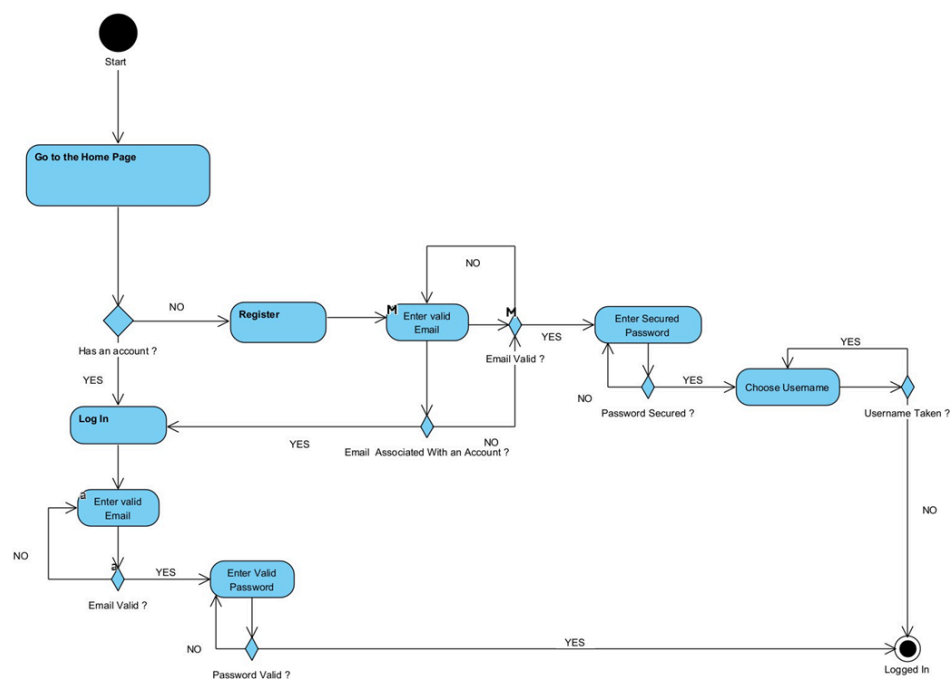 Start
Go to the Home Page
NO
NO
M
Enter valid
Email
M
Register
Enter Secured
Password
YES
Has an account ?
Email Valid ?
YES
YES
Choose Username
NO
YES
Password Secured ?
Username Taken ?
Log In
YES
NO
Email Associated With an Account ?
a
Enter valid
Email
NO
NO
a
YES
Enter Valid
Password
Email Valid ?
NO
YES
Password Valid ?
Logged In